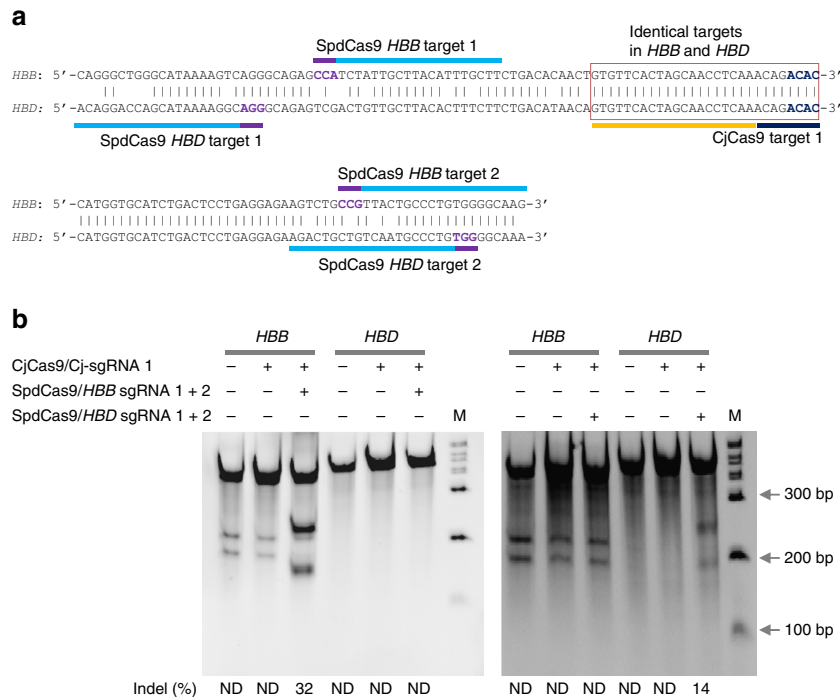 a
SpdCas9 HBB target 1
Identical targets
in HBB and HBD
HBB: 5’-CAGGGCTGGGCATAAAAGTCAGGGCAGAGCCATCTATTGCTTACATTTGCTTCTGACACAACTGTGTTCACTAGCAACCTCAAACAGACAC-3’
HBD: 5’-ACAGGACCAGCATAAAAGGCAGGGCAGAGTCGACTGTTGCTTACACTTTCTTCTGACATAACAGTGTTCACTAGCAACCTCAAACAGACAC-3’
SpdCas9 HBD target 1
CjCas9 target 1
SpdCas9 HBB target 2
HBB: 5’-CATGGTGCATCTGACTCCTGAGGAGAAGTCTGCCGTTACTGCCCTGTGGGGCAAG-3’
HBD: 5’-CATGGTGCATCTGACTCCTGAGGAGAAGACTGCTGTCAATGCCCTGTGGGGCAAA-3’
SpdCas9 HBD target 2
b
HBB HBD HBB HBD
CjCas9/Cj-sgRNA 1 – + + – + + – + + – + +
SpdCas9/HBB sgRNA 1 + 2 – – + – – + – – – – – –
SpdCas9/HBD sgRNA 1 + 2 – – – – – – M – – + – – + M
300 bp
200 bp
100 bp
Indel (%) ND ND 32 ND ND ND ND ND ND ND ND 14